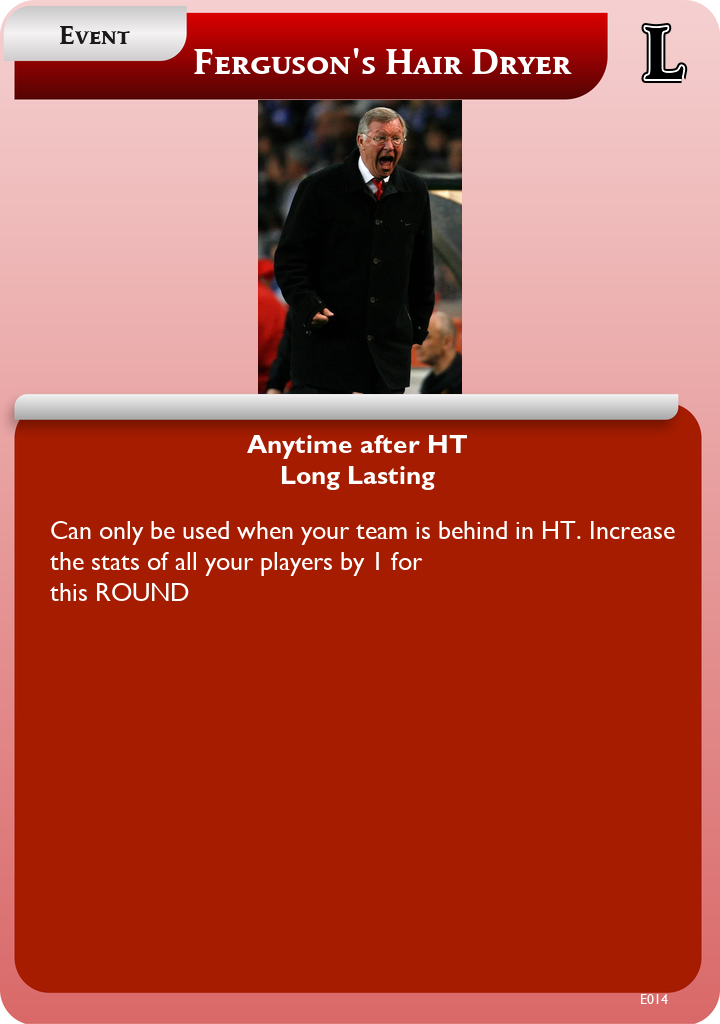 Event
Ferguson's Hair Dryer
L
Anytime after HT
Long Lasting
Can only be used when your team is behind in HT. Increase
the stats of all your players by 1 for
this ROUND
E014